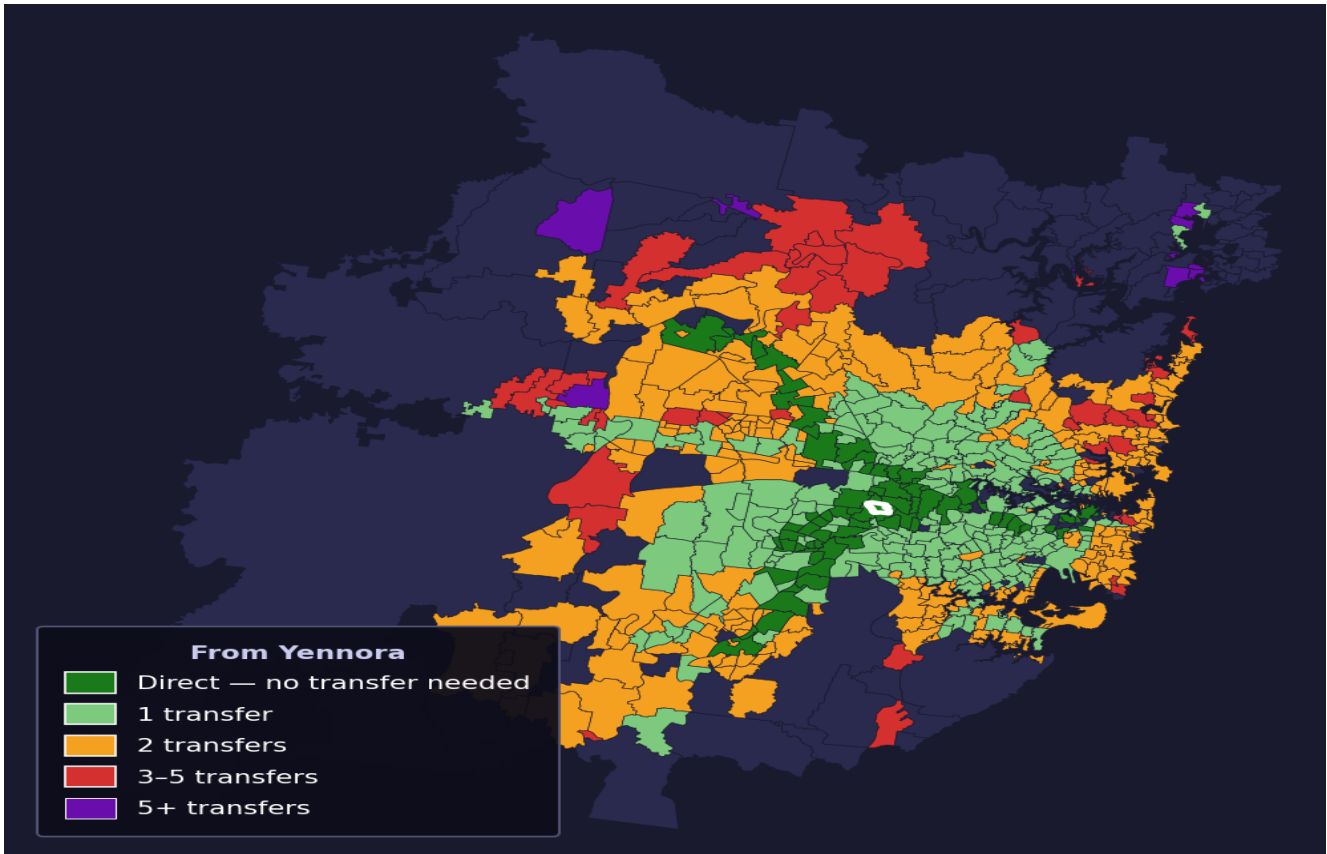 From Yennora
Direct — no transfer needed
1 transfer
2 transfers
3–5 transfers
5+ transfers